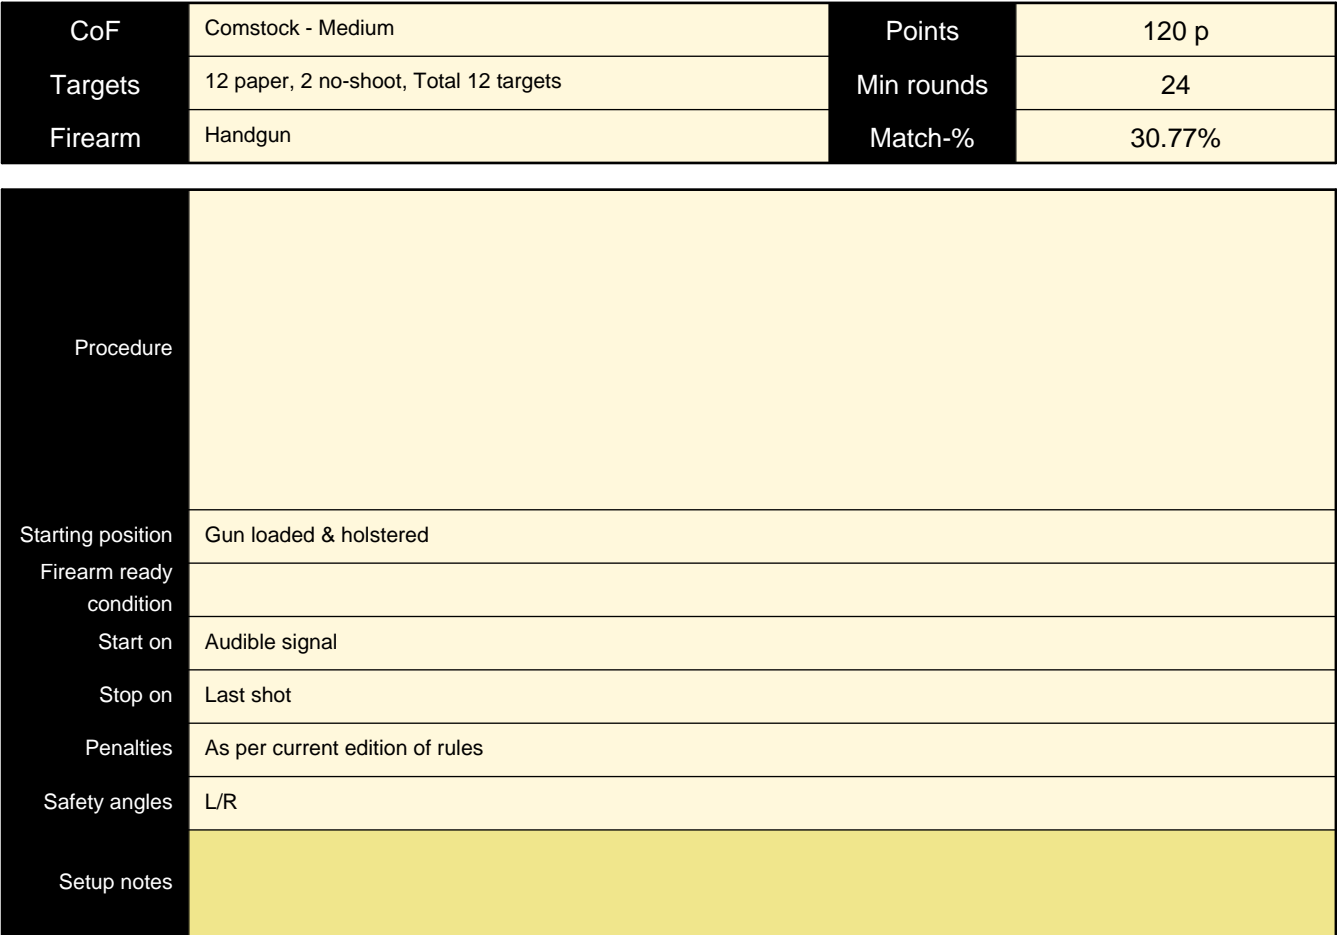 CoF Comstock - Medium Points 120 p
Targets 12 paper, 2 no-shoot, Total 12 targets Min rounds 24
Firearm Handgun Match-% 30.77%
Procedure
Starting position Gun loaded & holstered
Firearm ready
condition
Start on Audible signal
Stop on Last shot
Penalties As per current edition of rules
Safety angles L/R
Setup notes